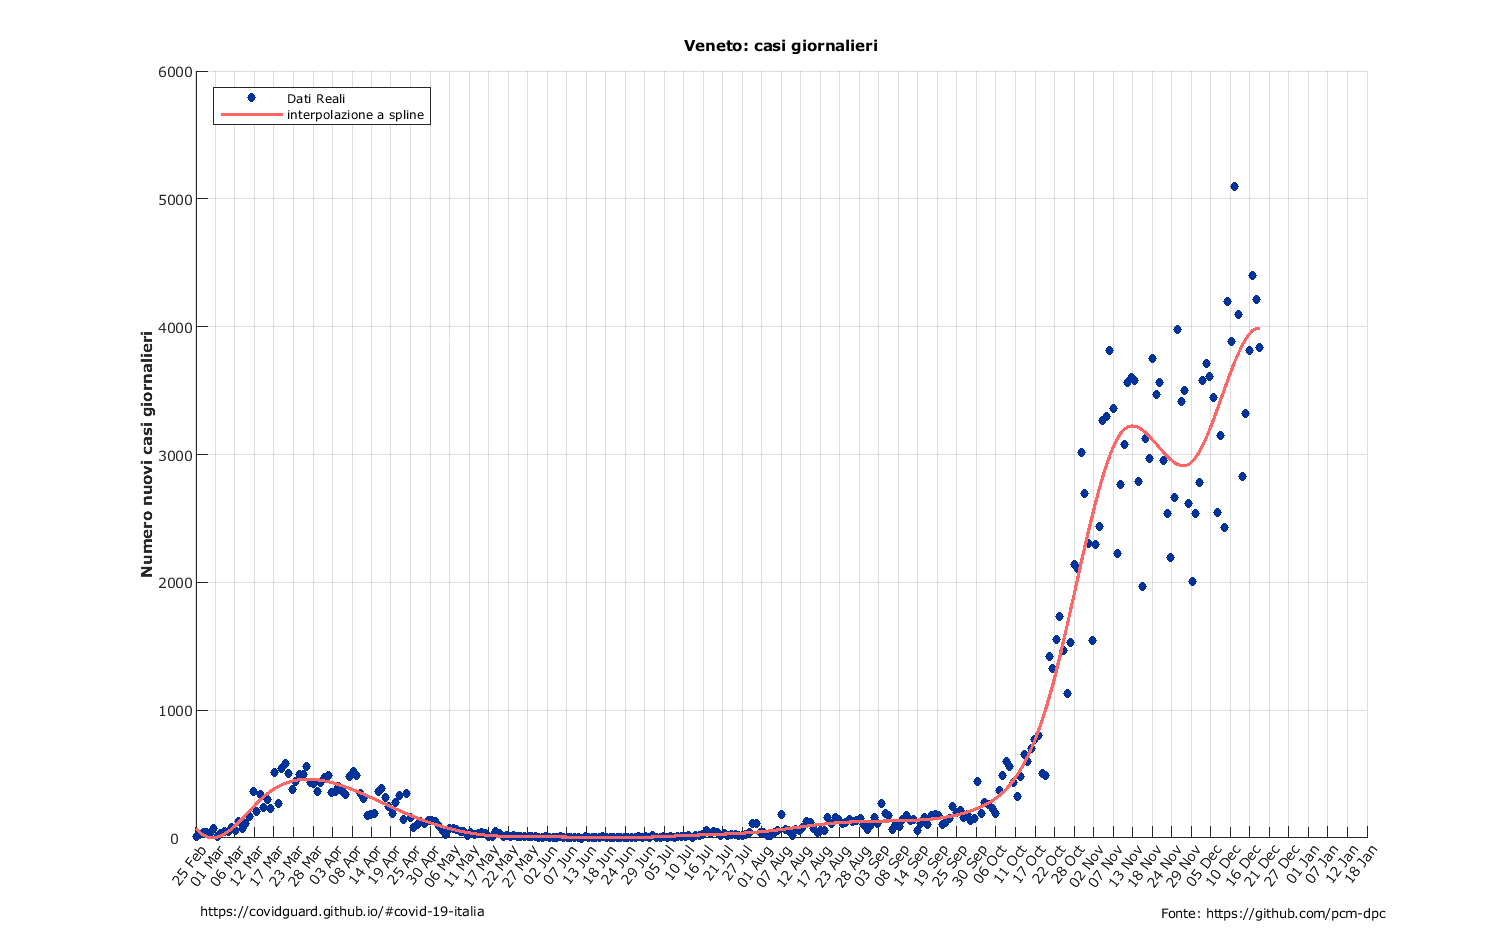 Veneto: casi giornalieri
6000
Dati Reali
interpolazione a spline
5000
4000
3000
2000
1000
0
Numero nuovi casi giornalieri
25 Feb
01 Mar
06 Mar
12 Mar
17 Mar
23 Mar
28 Mar
03 Apr
08 Apr
14 Apr
19 Apr
25 Apr
30 Apr
06 May
11 May
17 May
22 May
27 May
02 Jun
07 Jun
13 Jun
18 Jun
24 Jun
29 Jun
05 Jul
10 Jul
16 Jul
21 Jul
27 Jul
01 Aug
07 Aug
12 Aug
17 Aug
23 Aug
28 Aug
03 Sep
08 Sep
14 Sep
19 Sep
25 Sep
30 Oct
06 Oct
11 Oct
17 Oct
22 Oct
28 Oct
02 Nov
07 Nov
13 Nov
18 Nov
24 Nov
29 Nov
05 Dec
10 Dec
16 Dec
21 Dec
27 Dec
01 Jan
07 Jan
12 Jan
18 Jan
https://covidguard.github.io/#covid-19-italia
Fonte: https://github.com/pcm-dpc